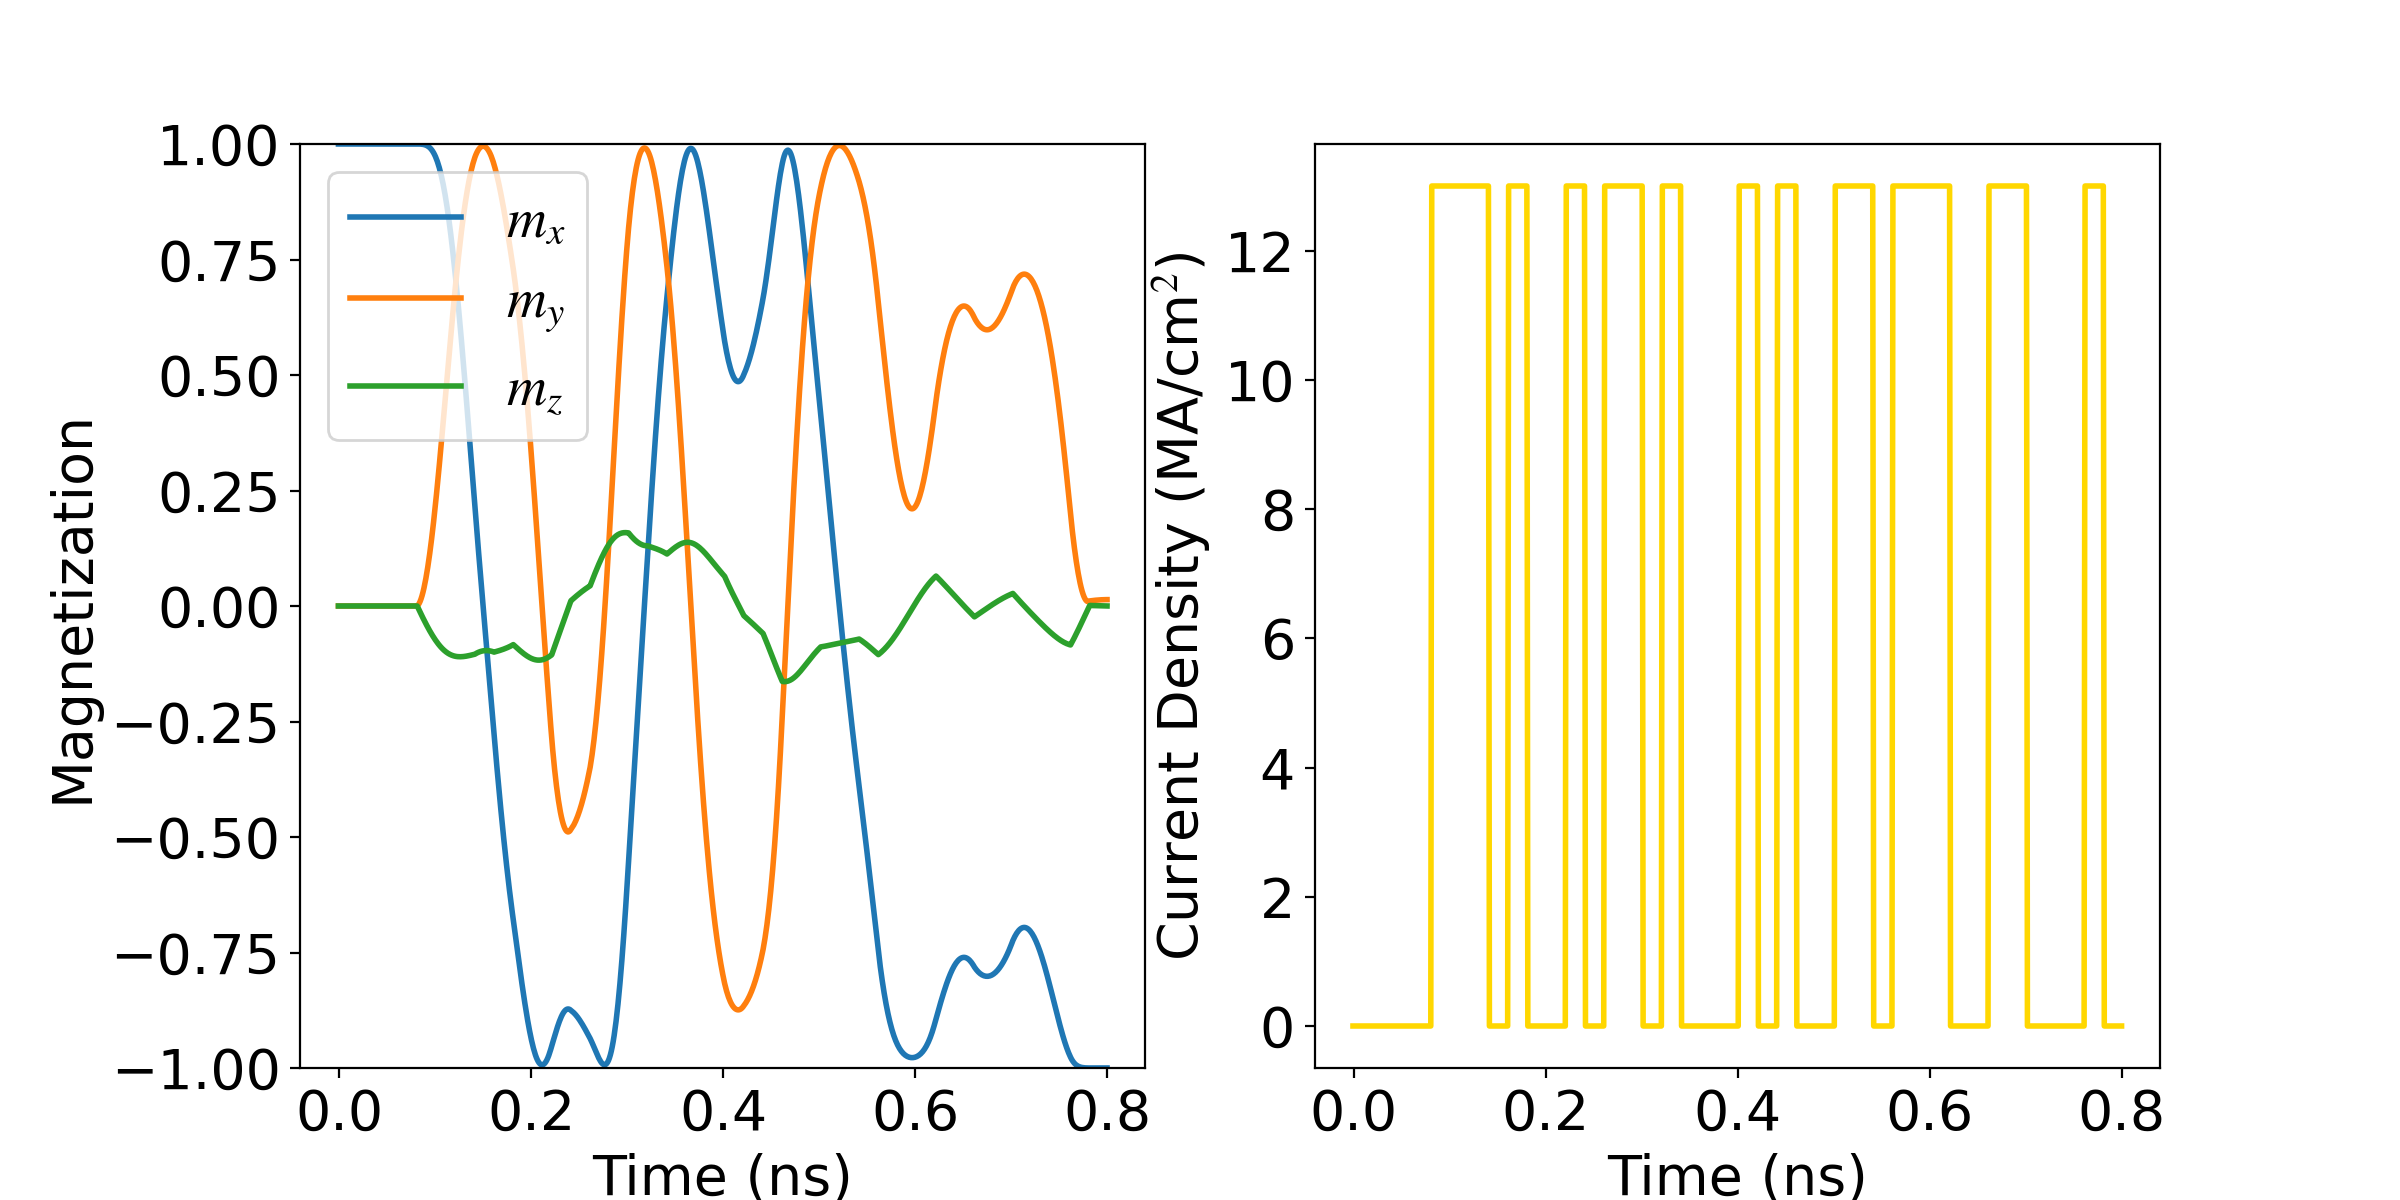 1.00
0.75
0.50
0.25
0.00
−0.25
−0.50
−0.75
−1.00
Magnetization
m_x
m_y
m_z
0.0 0.2 0.4 0.6 0.8
Time (ns)
Current Density (MA/cm²)
12
10
8
6
4
2
0
0.0 0.2 0.4 0.6 0.8
Time (ns)